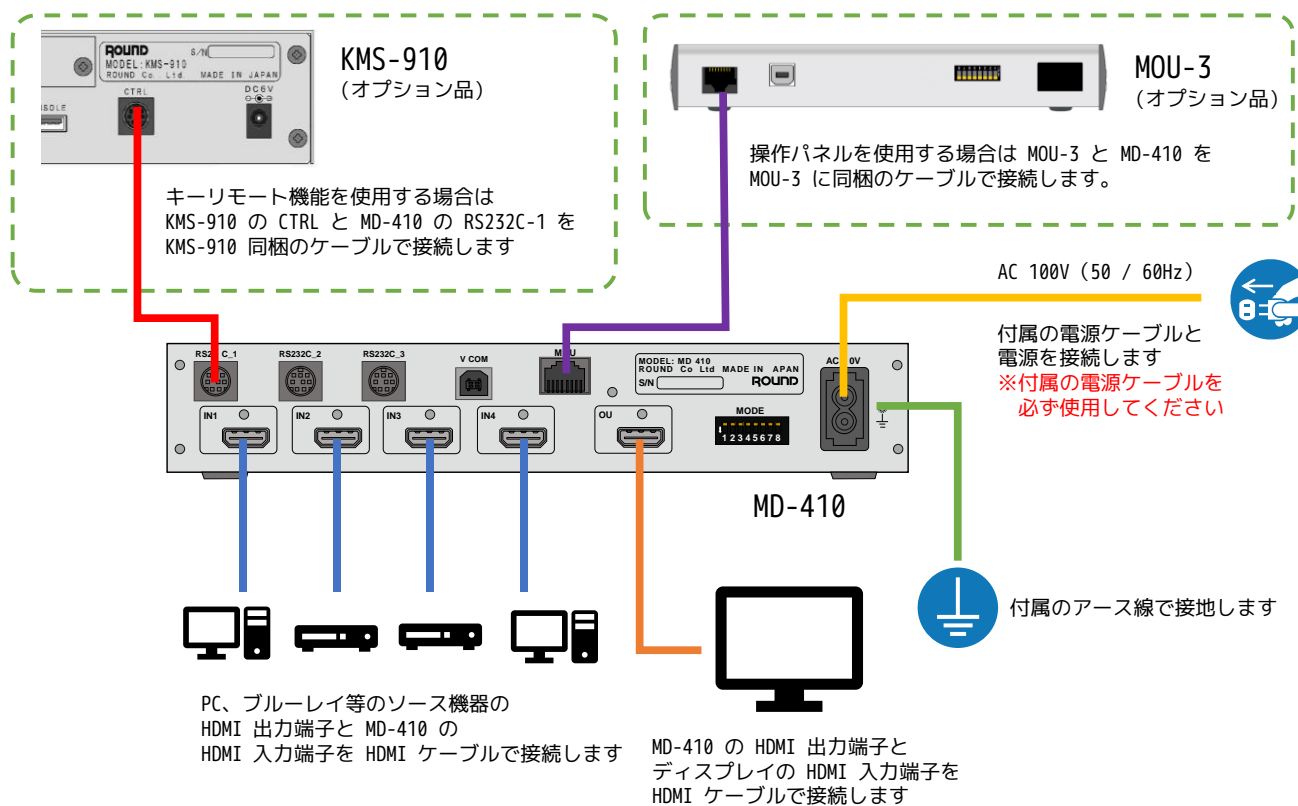 ROUND
S/N
MODEL:KMS-910
ROUND Co. Ltd. MADE IN JAPAN
CTRL
DC6V
KMS-910
(オプション品)
キーリモート機能を使用する場合は
KMS-910 の CTRL と MD-410 の RS232C-1 を
KMS-910 同梱のケーブルで接続します
MOU-3
(オプション品)
操作パネルを使用する場合は MOU-3 と MD-410 を
MOU-3 に同梱のケーブルで接続します。
AC 100V (50 / 60Hz)
付属の電源ケーブルと
電源を接続します
※付属の電源ケーブルを
必ず使用してください
RS232C_2
RS232C_3
V COM
MODEL: MD 410
ROUND Co Ltd MADE IN APAN
S/N
ROUND
IN1
IN2
IN3
IN4
OU
MODE
1 2 3 4 5 6 7 8
MD-410
付属のアース線で接地します
PC、ブルーレイ等のソース機器の
HDMI 出力端子と MD-410 の
HDMI 入力端子を HDMI ケーブルで接続します
MD-410 の HDMI 出力端子と
ディスプレイの HDMI 入力端子を
HDMI ケーブルで接続します